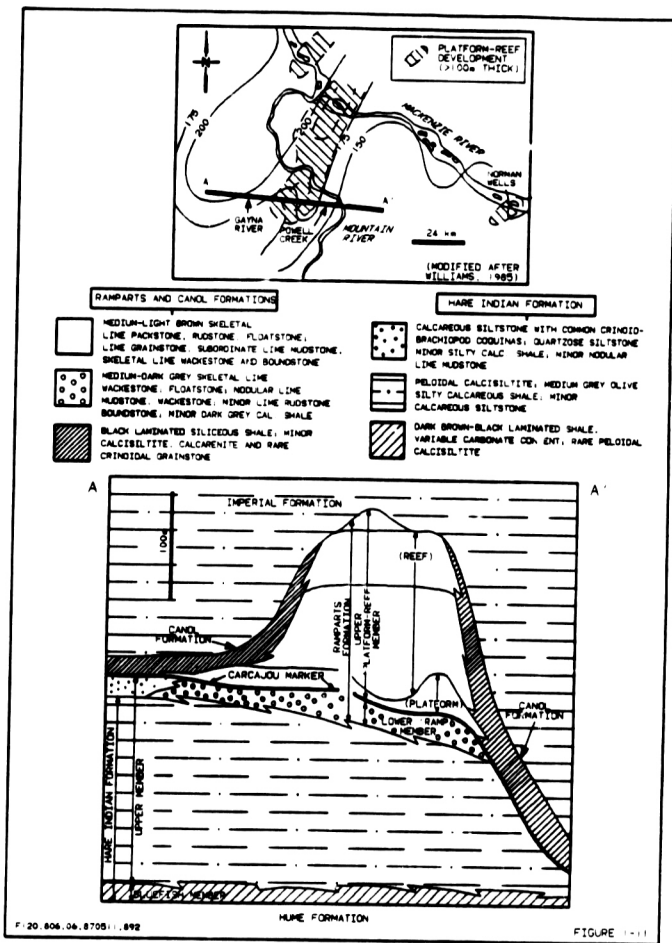 PLATFORM-REEF
DEVELOPMENT
(>100m THICK)
N
175
200
200
175
150
MACKENZIE RIVER
NORMAN
WELLS
A
A'
GAYNA
RIVER
POWELL
CREEK
MOUNTAIN
RIVER
24 km
(MODIFIED AFTER
WILLIAMS, 1985)
RAMPARTS AND CANOL FORMATIONS
MEDIUM-LIGHT BROWN SKELETAL
LIME PACKSTONE, RUDSTONE, FLOATSTONE;
LIME GRAINSTONE, SUBORDINATE LIME MUDSTONE,
SKELETAL LIME WACKESTONE AND BOUNDSTONE
MEDIUM-DARK GREY SKELETAL LIME
WACKESTONE, FLOATSTONE; NODULAR LIME
MUDSTONE, WACKESTONE; MINOR LIME RUDSTONE
BOUNDSTONE; MINOR DARK GREY CAL SHALE
BLACK LAMINATED SILICEOUS SHALE; MINOR
CALCISILTITE, CALCARENITE AND RARE
CRINOIDAL GRAINSTONE
HARE INDIAN FORMATION
CALCAREOUS SILTSTONE WITH COMMON CRINOID-
BRACHIOPOD COQUINAS; QUARTZOSE SILTSTONE
MINOR SILTY CALC. SHALE; MINOR NODULAR
LIME MUDSTONE
PELOIDAL CALCISILTITE; MEDIUM GREY OLIVE
SILTY CALCAREOUS SHALE; MINOR
CALCAREOUS SILTSTONE
DARK BROWN-BLACK LAMINATED SHALE,
VARIABLE CARBONATE CONTENT, RARE PELOIDAL
CALCISILTITE
A
A'
IMPERIAL FORMATION
100m
(REEF)
CANOL
FORMATION
RAMPARTS
FORMATION
UPPER
PLATFORM-REEF
MEMBER
CARCAJOU MARKER
(PLATFORM)
LOWER (RAMP)
MEMBER
CANOL
FORMATION
HARE INDIAN FORMATION
UPPER MEMBER
BLUEFISH MEMBER
HUME FORMATION
FIGURE